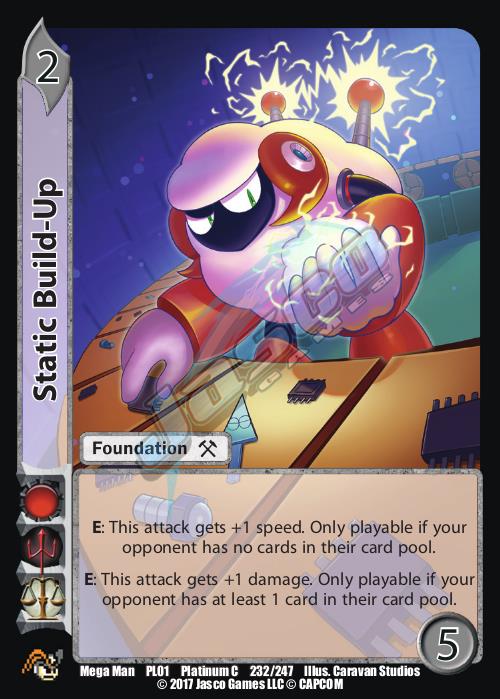 2
Static Build-Up
Foundation
E: This attack gets +1 speed. Only playable if your
opponent has no cards in their card pool.
E: This attack gets +1 damage. Only playable if your
opponent has at least 1 card in their card pool.
5
Mega Man PL01 Platinum C 232/247 Illus. Caravan Studios
© 2017 Jasco Games LLC © CAPCOM